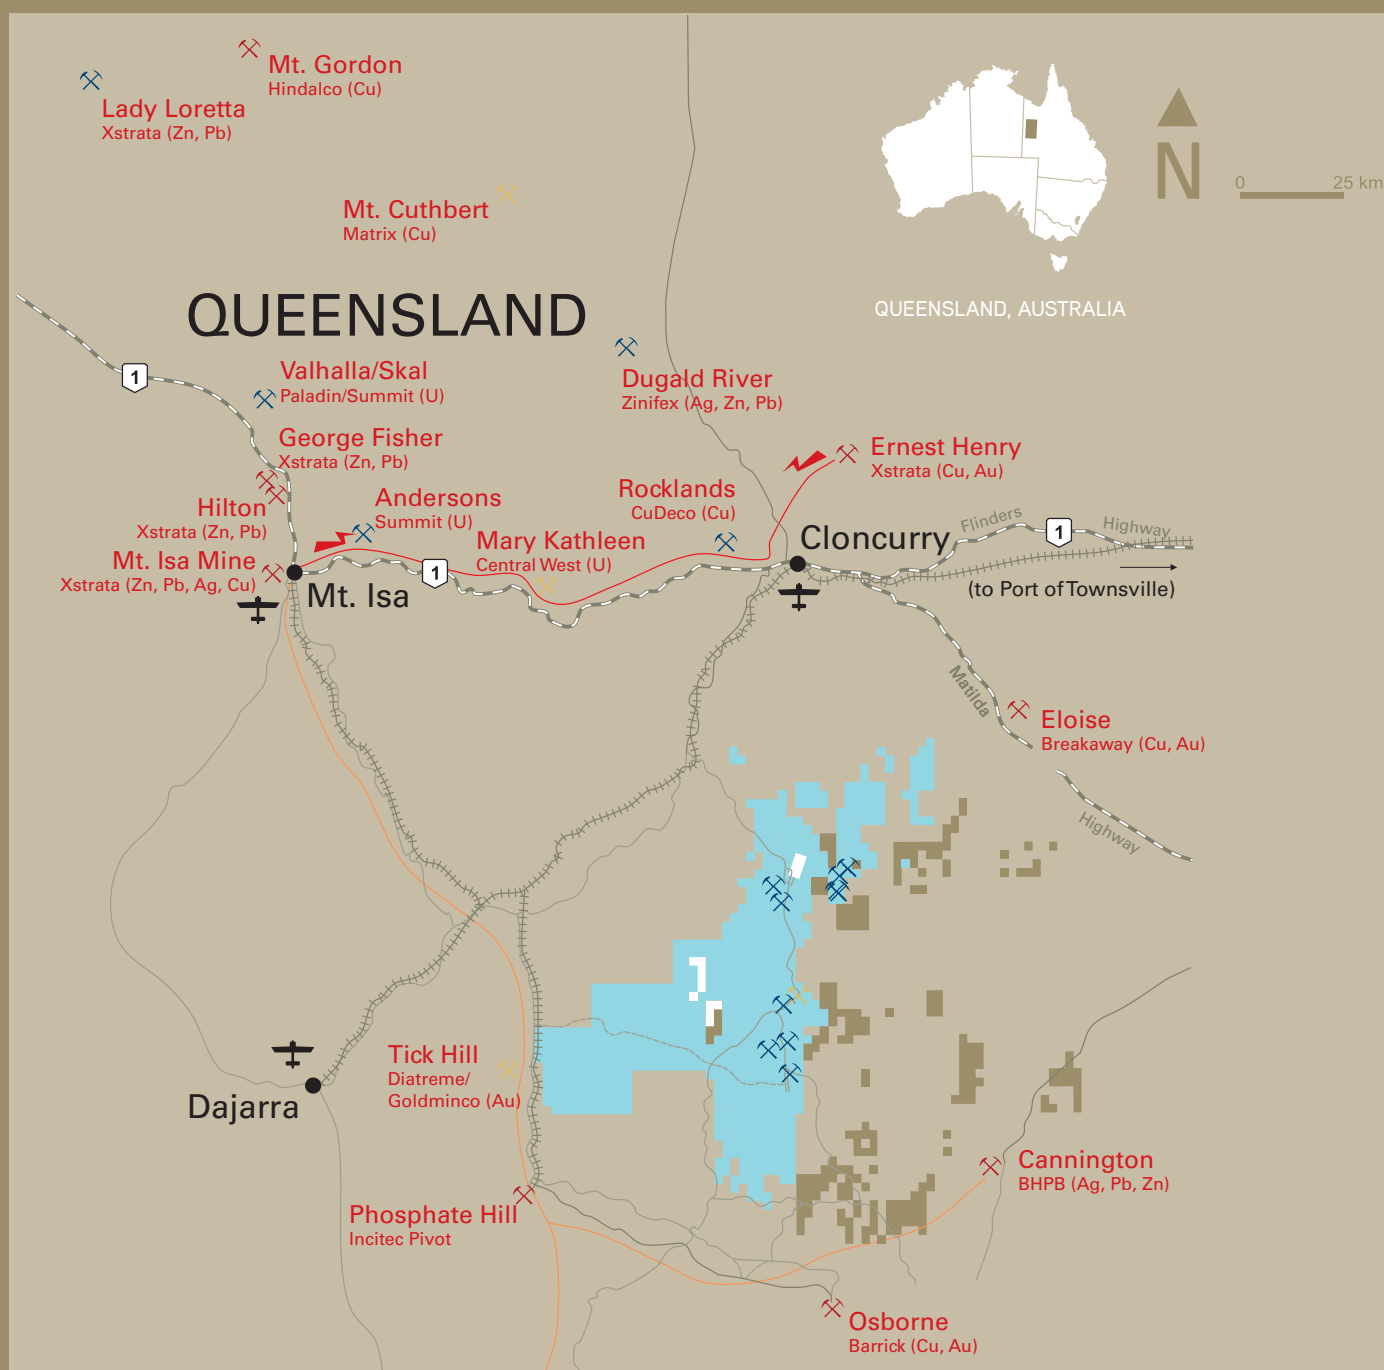 Mt. Gordon
Hindalco (Cu)
Lady Loretta
Xstrata (Zn, Pb)
Mt. Cuthbert
Matrix (Cu)
N
0 25 km
QUEENSLAND, AUSTRALIA
QUEENSLAND
1
Valhalla/Skal
Paladin/Summit (U)
Dugald River
Zinifex (Ag, Zn, Pb)
George Fisher
Xstrata (Zn, Pb)
Ernest Henry
Xstrata (Cu, Au)
Hilton
Xstrata (Zn, Pb)
Andersons
Summit (U)
Rocklands
CuDeco (Cu)
Mary Kathleen
Central West (U)
Mt. Isa Mine
Xstrata (Zn, Pb, Ag, Cu)
1
Mt. Isa
Cloncurry
Flinders
1
Highway
(to Port of Townsville)
Matilda
Highway
Eloise
Breakaway (Cu, Au)
Tick Hill
Diatreme/
Goldminco (Au)
Dajarra
Cannington
BHPB (Ag, Pb, Zn)
Phosphate Hill
Incitec Pivot
Osborne
Barrick (Cu, Au)